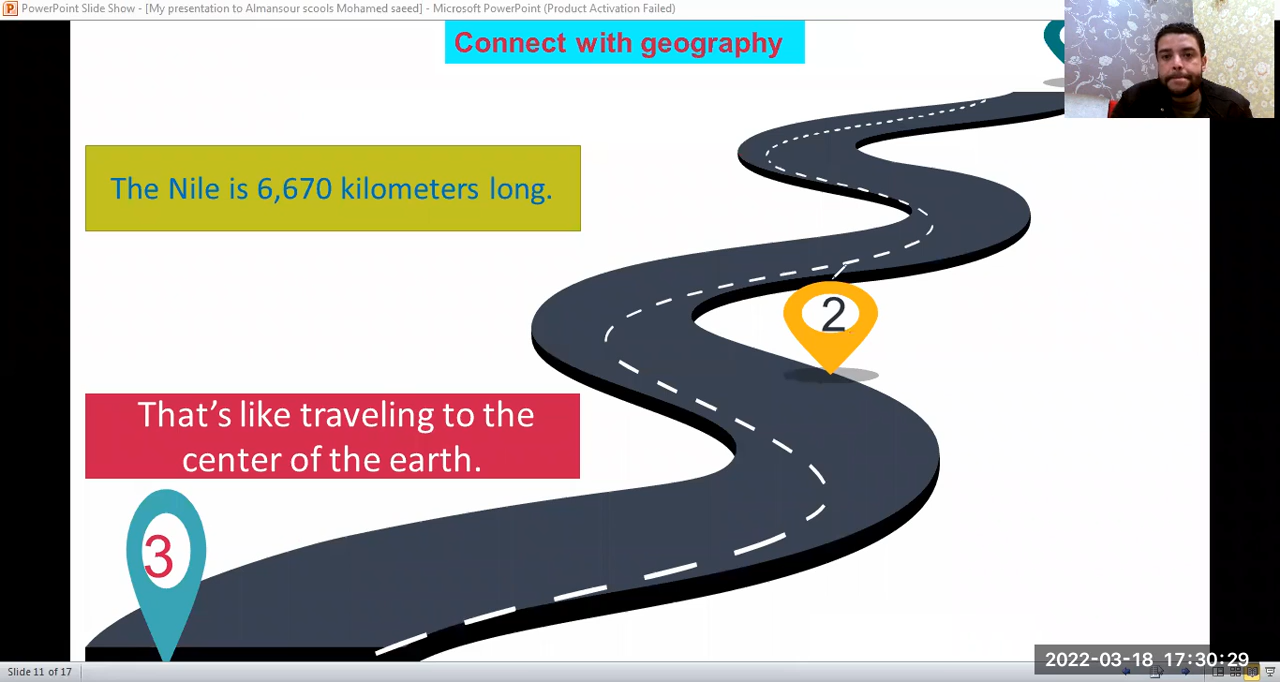 PowerPoint Slide Show - [My presentation to Almansour scools Mohamed saeed] - Microsoft PowerPoint (Product Activation Failed)
Connect with geography
The Nile is 6,670 kilometers long.
2
That's like traveling to the
center of the earth.
3
2022-03-18 17:30:29
Slide 11 of 17